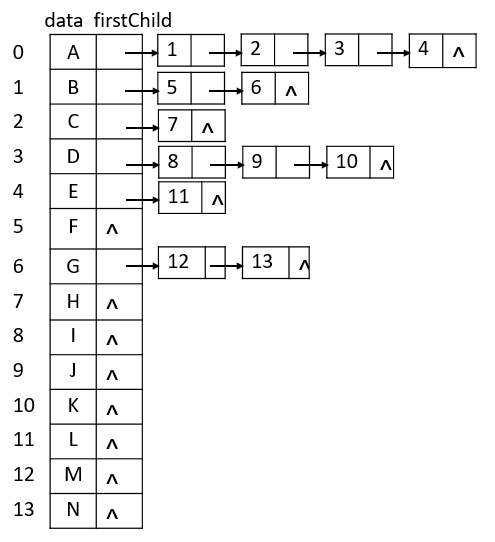 data firstChild
0 A 1 2 3 4 ^
1 B 5 6 ^
2 C 7 ^
3 D 8 9 10 ^
4 E 11 ^
5 F ^
6 G 12 13 ^
7 H ^
8 I ^
9 J ^
10 K ^
11 L ^
12 M ^
13 N ^